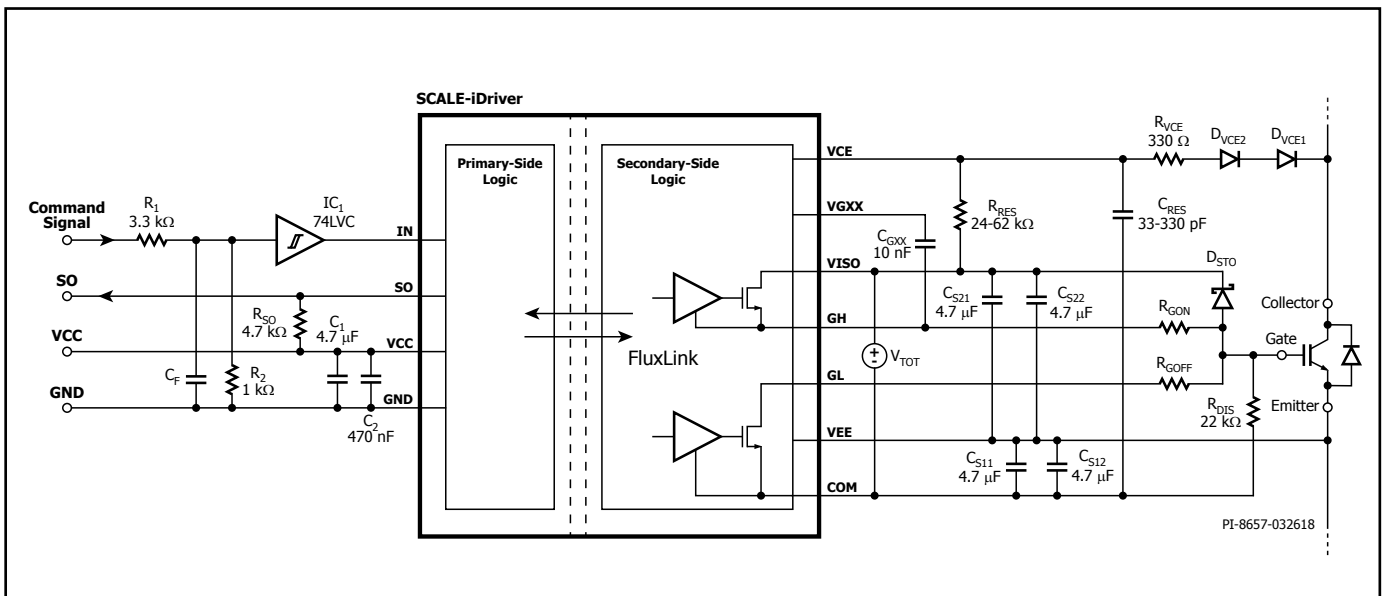 SCALE-iDriver
Primary-Side
Logic
Secondary-Side
Logic
FluxLink
Command
Signal
SO
VCC
GND
R1
3.3 kΩ
IC1
74LVC
IN
SO
RSO
4.7 kΩ
C1
4.7 µF
VCC
CF
R2
1 kΩ
GND
C2
470 nF
VCE
VGXX
VISO
GH
GL
VEE
COM
RVCE
330 Ω
DVCE2
DVCE1
RRES
24-62 kΩ
CRES
33-330 pF
CGXX
10 nF
DSTO
CS21
4.7 µF
CS22
4.7 µF
RGON
Collector
VTOT
Gate
RGOFF
RDIS
22 kΩ
Emitter
CS11
4.7 µF
CS12
4.7 µF
PI-8657-032618